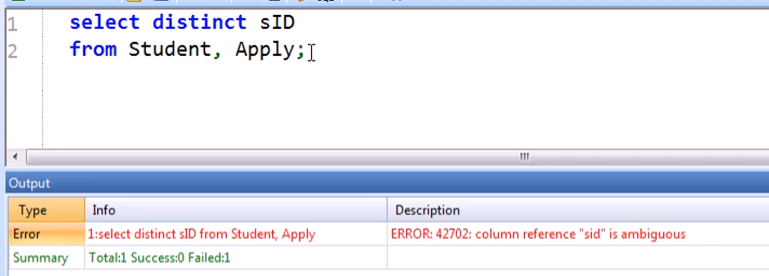 1 select distinct sID
2 from Student, Apply;
Output
Type Info Description
Error 1:select distinct sID from Student, Apply ERROR: 42702: column reference "sid" is ambiguous
Summary Total:1 Success:0 Failed:1